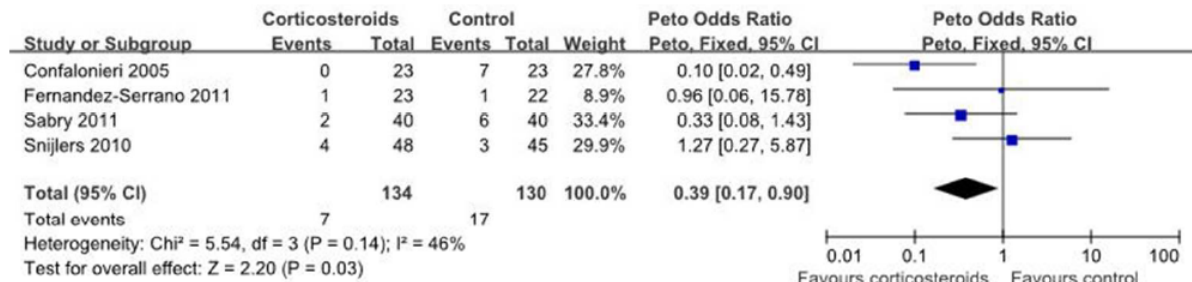 Corticosteroids Control Peto Odds Ratio Peto Odds Ratio
Study or Subgroup Events Total Events Total Weight Peto, Fixed, 95% CI Peto, Fixed, 95% CI
Confalonieri 2005 0 23 7 23 27.8% 0.10 [0.02, 0.49]
Fernandez-Serrano 2011 1 23 1 22 8.9% 0.96 [0.06, 15.78]
Sabry 2011 2 40 6 40 33.4% 0.33 [0.08, 1.43]
Snijlers 2010 4 48 3 45 29.9% 1.27 [0.27, 5.87]
Total (95% CI) 134 130 100.0% 0.39 [0.17, 0.90]
Total events 7 17
Heterogeneity: Chi² = 5.54, df = 3 (P = 0.14); I² = 46%
Test for overall effect: Z = 2.20 (P = 0.03)
0.01 0.1 1 10 100
Favours corticosteroids Favours control